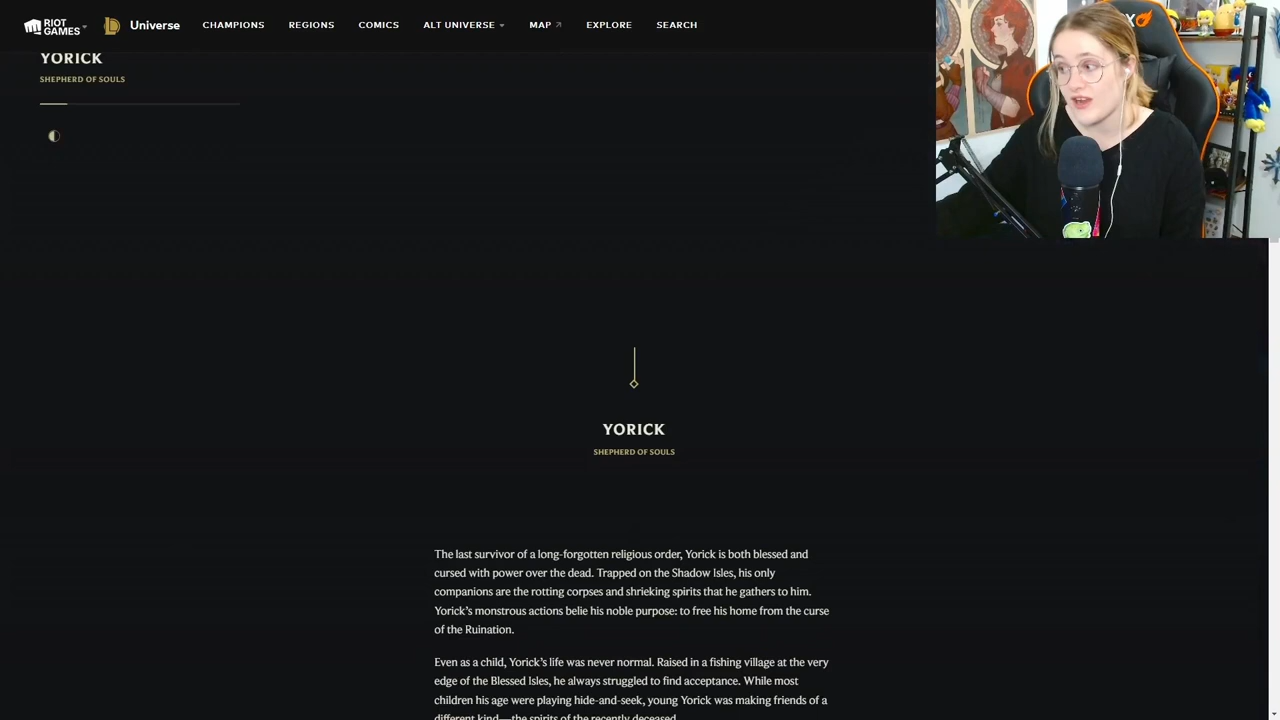 RIOT
GAMES
Universe
CHAMPIONS
REGIONS
COMICS
ALT UNIVERSE
MAP
EXPLORE
SEARCH
YORICK
SHEPHERD OF SOULS
YORICK
SHEPHERD OF SOULS
The last survivor of a long-forgotten religious order, Yorick is both blessed and
cursed with power over the dead. Trapped on the Shadow Isles, his only
companions are the rotting corpses and shrieking spirits that he gathers to him.
Yorick's monstrous actions belie his noble purpose: to free his home from the curse
of the Ruination.
Even as a child, Yorick's life was never normal. Raised in a fishing village at the very
edge of the Blessed Isles, he always struggled to find acceptance. While most
children his age were playing hide-and-seek, young Yorick was making friends of a
different kind—the spirits of the recently deceased.